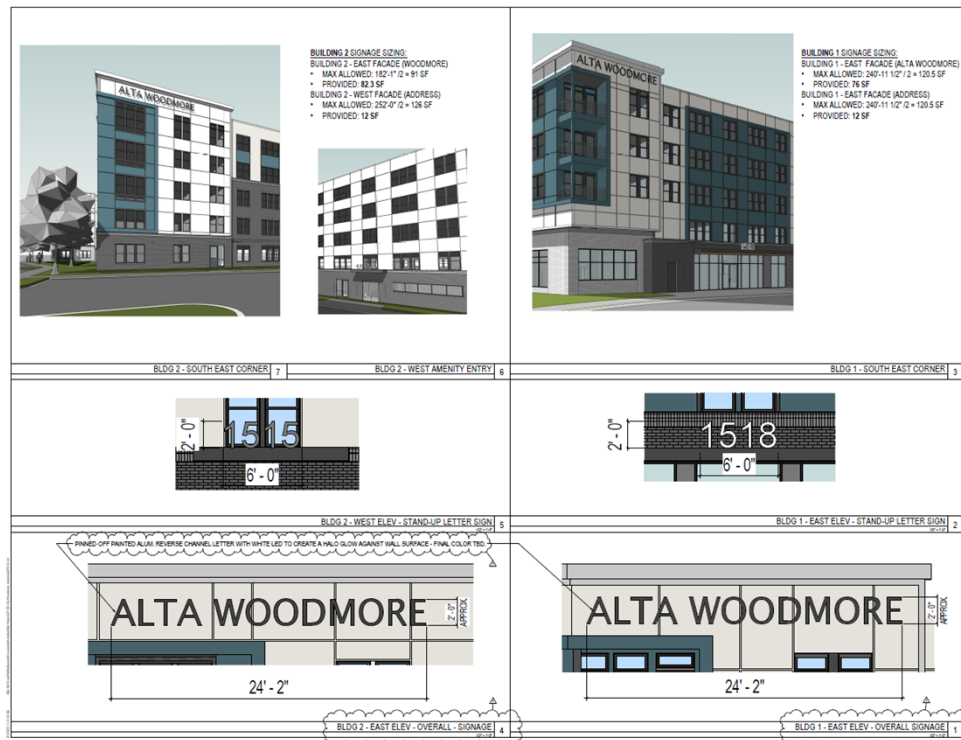 ALTA WOODMORE
BUILDING 2 SIGNAGE SIZING:
BUILDING 2 - EAST FACADE (WOODMORE)
• MAX ALLOWED: 182'-1" /2 = 91 SF
• PROVIDED: 82.3 SF
BUILDING 2 - WEST FACADE (ADDRESS)
• MAX ALLOWED: 252'-0" /2 = 126 SF
• PROVIDED: 12 SF
BLDG 2 - SOUTH EAST CORNER 7
BLDG 2 - WEST AMENITY ENTRY 6
ALTA WOODMORE
BUILDING 1 SIGNAGE SIZING:
BUILDING 1 - EAST FACADE (ALTA WOODMORE)
• MAX ALLOWED: 240'-11 1/2" / 2 = 120.5 SF
• PROVIDED: 76 SF
BUILDING 1 - EAST FACADE (ADDRESS)
• MAX ALLOWED: 240'-11 1/2" /2 = 120.5 SF
• PROVIDED: 12 SF
BLDG 1 - SOUTH EAST CORNER 3
2' - 0"
1515
6' - 0"
BLDG 2 - WEST ELEV - STAND-UP LETTER SIGN 5
2' - 0"
1518
6' - 0"
BLDG 1 - EAST ELEV - STAND-UP LETTER SIGN 2
PINNED-OFF PAINTED ALUM. REVERSE CHANNEL LETTER WITH WHITE LED TO CREATE A HALO GLOW AGAINST WALL SURFACE - FINAL COLOR TBD.
ALTA WOODMORE
2' - 0"
APPROX.
24' - 2"
BLDG 2 - EAST ELEV - OVERALL - SIGNAGE 4
ALTA WOODMORE
2' - 0"
APPROX.
24' - 2"
BLDG 1 - EAST ELEV - OVERALL SIGNAGE 1